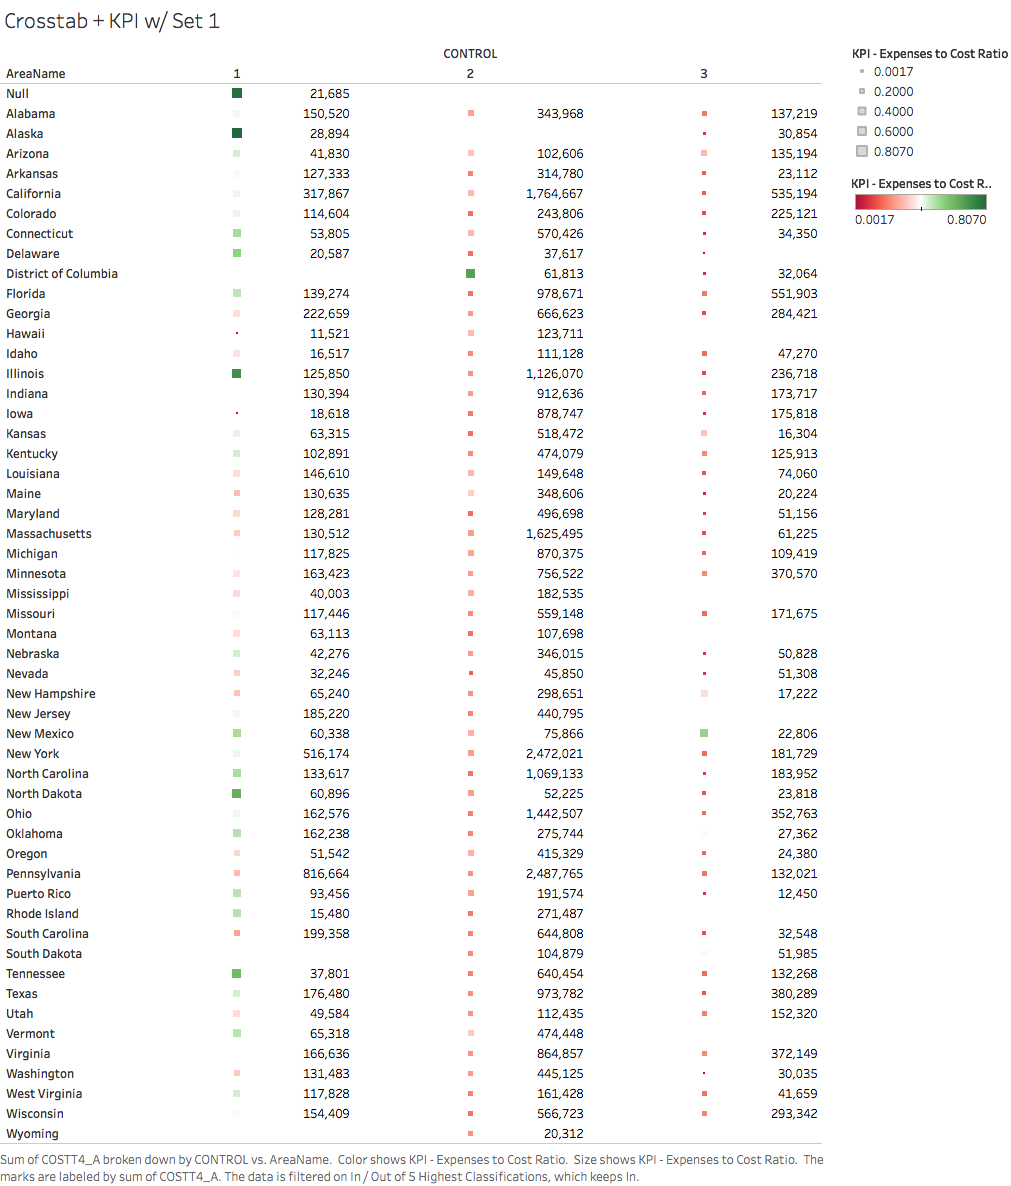 Crosstab + KPI w/ Set 1
CONTROL
AreaName 1 2 3
Null 21,685
Alabama 150,520 343,968 137,219
Alaska 28,894 30,854
Arizona 41,830 102,606 135,194
Arkansas 127,333 314,780 23,112
California 317,867 1,764,667 535,194
Colorado 114,604 243,806 225,121
Connecticut 53,805 570,426 34,350
Delaware 20,587 37,617
District of Columbia 61,813 32,064
Florida 139,274 978,671 551,903
Georgia 222,659 666,623 284,421
Hawaii 11,521 123,711
Idaho 16,517 111,128 47,270
Illinois 125,850 1,126,070 236,718
Indiana 130,394 912,636 173,717
Iowa 18,618 878,747 175,818
Kansas 63,315 518,472 16,304
Kentucky 102,891 474,079 125,913
Louisiana 146,610 149,648 74,060
Maine 130,635 348,606 20,224
Maryland 128,281 496,698 51,156
Massachusetts 130,512 1,625,495 61,225
Michigan 117,825 870,375 109,419
Minnesota 163,423 756,522 370,570
Mississippi 40,003 182,535
Missouri 117,446 559,148 171,675
Montana 63,113 107,698
Nebraska 42,276 346,015 50,828
Nevada 32,246 45,850 51,308
New Hampshire 65,240 298,651 17,222
New Jersey 185,220 440,795
New Mexico 60,338 75,866 22,806
New York 516,174 2,472,021 181,729
North Carolina 133,617 1,069,133 183,952
North Dakota 60,896 52,225 23,818
Ohio 162,576 1,442,507 352,763
Oklahoma 162,238 275,744 27,362
Oregon 51,542 415,329 24,380
Pennsylvania 816,664 2,487,765 132,021
Puerto Rico 93,456 191,574 12,450
Rhode Island 15,480 271,487
South Carolina 199,358 644,808 32,548
South Dakota 104,879 51,985
Tennessee 37,801 640,454 132,268
Texas 176,480 973,782 380,289
Utah 49,584 112,435 152,320
Vermont 65,318 474,448
Virginia 166,636 864,857 372,149
Washington 131,483 445,125 30,035
West Virginia 117,828 161,428 41,659
Wisconsin 154,409 566,723 293,342
Wyoming 20,312
Sum of COSTT4_A broken down by CONTROL vs. AreaName. Color shows KPI - Expenses to Cost Ratio. Size shows KPI - Expenses to Cost Ratio. The
marks are labeled by sum of COSTT4_A. The data is filtered on In / Out of 5 Highest Classifications, which keeps In.
KPI - Expenses to Cost Ratio
0.0017
0.2000
0.4000
0.6000
0.8070
KPI - Expenses to Cost R..
0.0017 0.8070